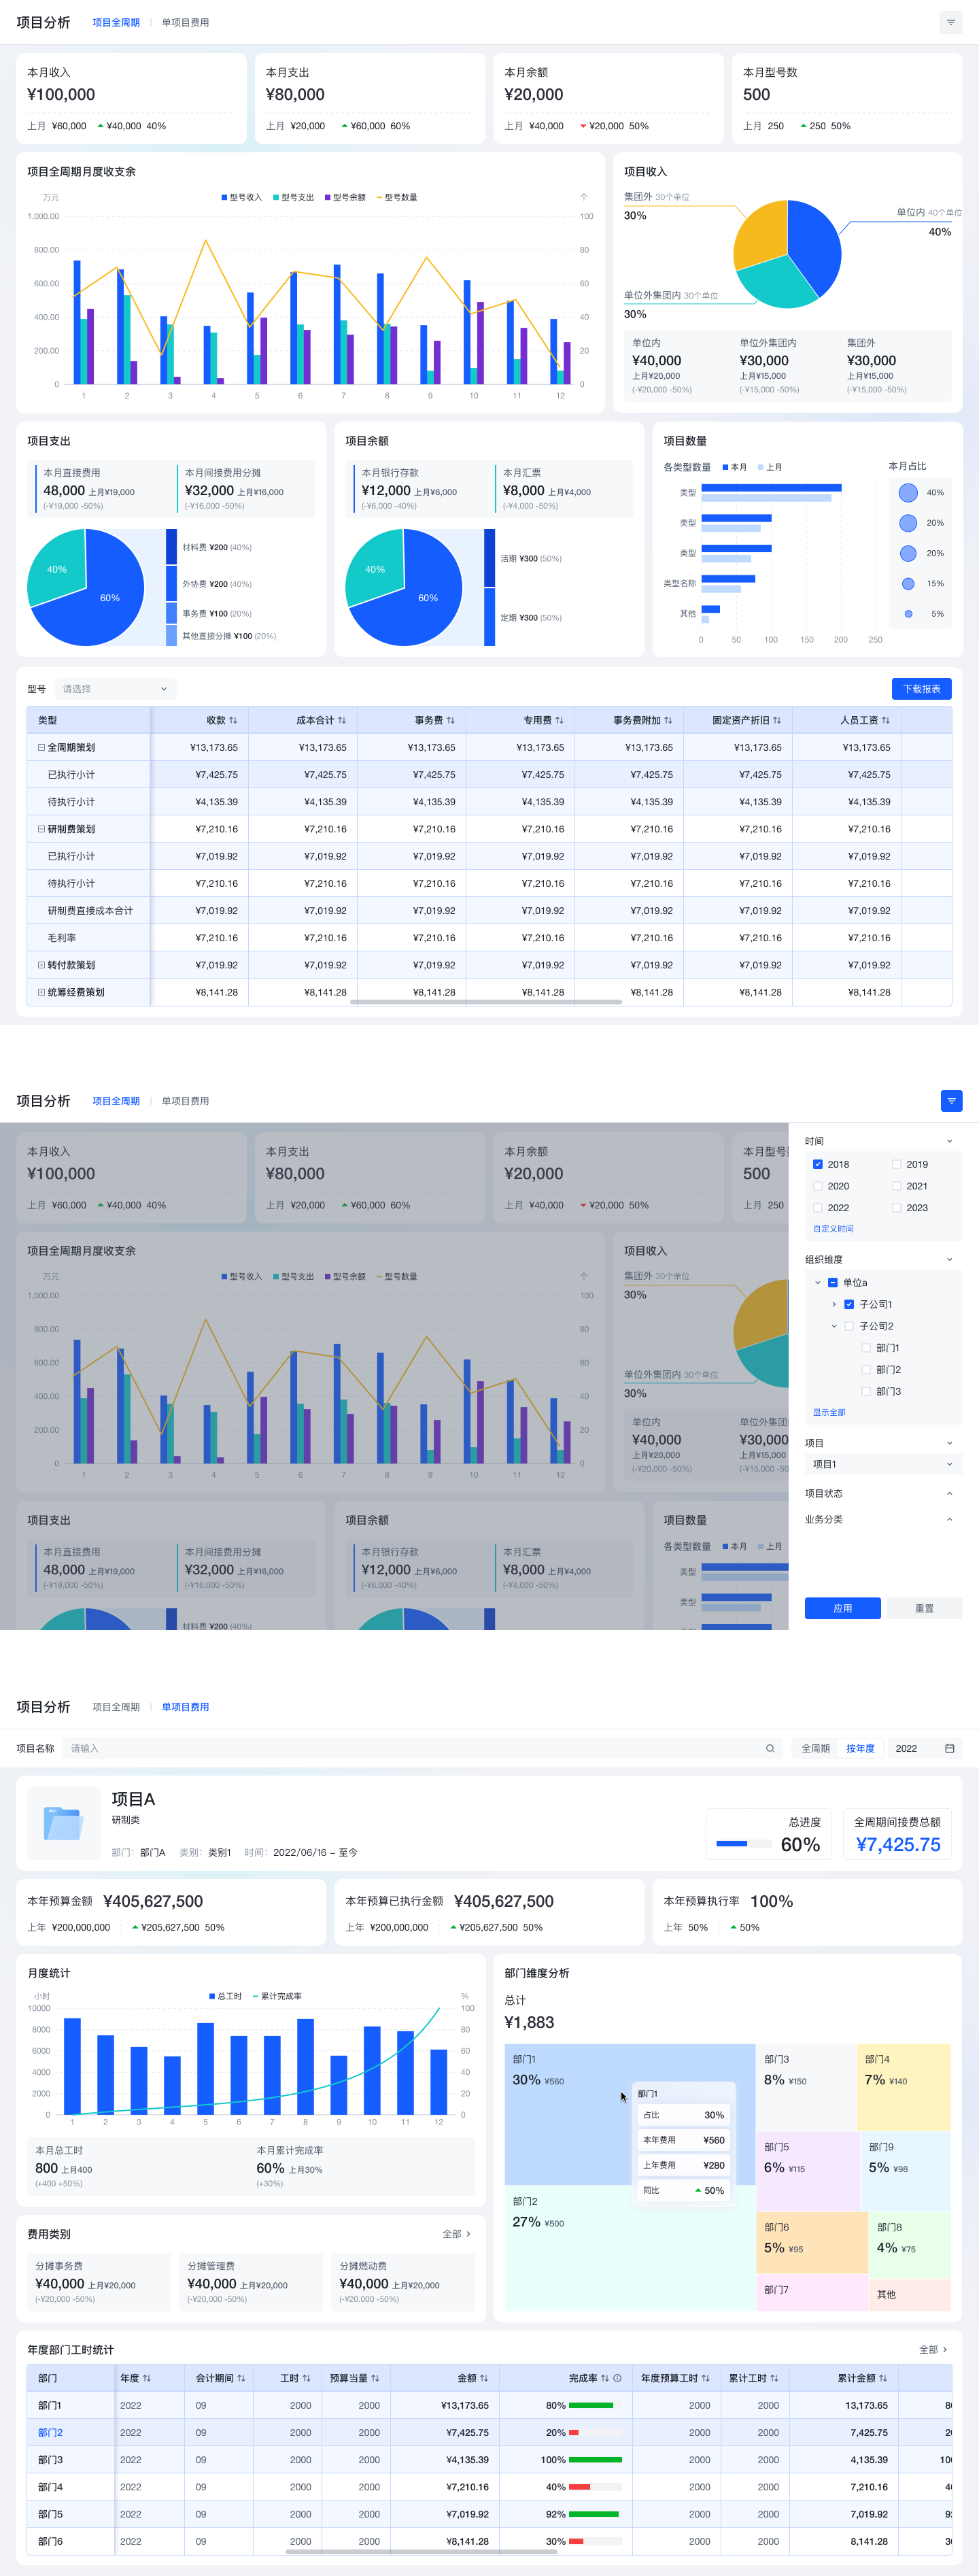 项目分析 项目全周期 单项目费用
本月收入 本月支出 本月余额 本月型号数
¥100,000 ¥80,000 ¥20,000 500
上月 ¥60,000 ¥40,000 40% 上月 ¥20,000 ¥60,000 60% 上月 ¥40,000 ¥20,000 50% 上月 250 250 50%
项目全周期月度收支余
万元 型号收入 型号支出 型号余额 型号数量 个
1,000.00 100
800.00 80
600.00 60
400.00 40
200.00 20
0 0
1 2 3 4 5 6 7 8 9 10 11 12
项目收入
集团外 30个单位
30%
单位内 40个单位
40%
单位外集团内 30个单位
30%
单位内 单位外集团内 集团外
¥40,000 ¥30,000 ¥30,000
上月¥20,000 上月¥15,000 上月¥15,000
(-¥20,000 -50%) (-¥15,000 -50%) (-¥15,000 -50%)
项目支出
本月直接费用 本月间接费用分摊
48,000 上月¥19,000 ¥32,000 上月¥16,000
(-¥19,000 -50%) (-¥16,000 -50%)
40%
60%
材料费 ¥200 (40%)
外协费 ¥200 (40%)
事务费 ¥100 (20%)
其他直接分摊 ¥100 (20%)
项目余额
本月银行存款 本月汇票
¥12,000 上月¥6,000 ¥8,000 上月¥4,000
(-¥6,000 -40%) (-¥4,000 -50%)
40%
60%
活期 ¥300 (50%)
定期 ¥300 (50%)
项目数量
各类型数量 本月 上月 本月占比
类型 40%
类型 20%
类型 20%
类型名称 15%
其他 5%
0 50 100 150 200 250
型号 请选择 下载报表
类型 收款 成本合计 事务费 专用费 事务费附加 固定资产折旧 人员工资
全周期策划 ¥13,173.65 ¥13,173.65 ¥13,173.65 ¥13,173.65 ¥13,173.65 ¥13,173.65 ¥13,173.65
已执行小计 ¥7,425.75 ¥7,425.75 ¥7,425.75 ¥7,425.75 ¥7,425.75 ¥7,425.75 ¥7,425.75
待执行小计 ¥4,135.39 ¥4,135.39 ¥4,135.39 ¥4,135.39 ¥4,135.39 ¥4,135.39 ¥4,135.39
研制费策划 ¥7,210.16 ¥7,210.16 ¥7,210.16 ¥7,210.16 ¥7,210.16 ¥7,210.16 ¥7,210.16
已执行小计 ¥7,019.92 ¥7,019.92 ¥7,019.92 ¥7,019.92 ¥7,019.92 ¥7,019.92 ¥7,019.92
待执行小计 ¥7,210.16 ¥7,210.16 ¥7,210.16 ¥7,210.16 ¥7,210.16 ¥7,210.16 ¥7,210.16
研制费直接成本合计 ¥7,019.92 ¥7,019.92 ¥7,019.92 ¥7,019.92 ¥7,019.92 ¥7,019.92 ¥7,019.92
毛利率 ¥7,210.16 ¥7,210.16 ¥7,210.16 ¥7,210.16 ¥7,210.16 ¥7,210.16 ¥7,210.16
转付款策划 ¥7,019.92 ¥7,019.92 ¥7,019.92 ¥7,019.92 ¥7,019.92 ¥7,019.92 ¥7,019.92
统筹经费策划 ¥8,141.28 ¥8,141.28 ¥8,141.28 ¥8,141.28 ¥8,141.28 ¥8,141.28 ¥8,141.28
项目分析 项目全周期 单项目费用
本月收入 本月支出 本月余额 本月型号
¥100,000 ¥80,000 ¥20,000 500
上月 ¥60,000 ¥40,000 40% 上月 ¥20,000 ¥60,000 60% 上月 ¥40,000 ¥20,000 50% 上月 250
项目全周期月度收支余
万元 型号收入 型号支出 型号余额 型号数量 个
1,000.00 100
800.00 80
600.00 60
400.00 40
200.00 20
0 0
1 2 3 4 5 6 7 8 9 10 11 12
项目收入
集团外 30个单位
30%
单位外集团内 30个单位
30%
单位内 单位外集团内
¥40,000 ¥30,000
上月¥20,000 上月¥15,000
(-¥20,000 -50%) (-¥15,000 -50
项目支出
本月直接费用 本月间接费用分摊
48,000 上月¥19,000 ¥32,000 上月¥16,000
(-¥19,000 -50%) (-¥16,000 -50%)
材料费 ¥200 (40%)
项目余额
本月银行存款 本月汇票
¥12,000 上月¥6,000 ¥8,000 上月¥4,000
(-¥6,000 -40%) (-¥4,000 -50%)
项目数量
各类型数量 本月 上月
类型
类型
时间
2018 2019
2020 2021
2022 2023
自定义时间
组织维度
单位a
子公司1
子公司2
部门1
部门2
部门3
显示全部
项目
项目1
项目状态
业务分类
应用 重置
项目分析 项目全周期 单项目费用
项目名称 请输入 全周期 按年度 2022
项目A
研制类
部门: 部门A 类别: 类别1 时间: 2022/06/16 – 至今
总进度
60%
全周期间接费总额
¥7,425.75
本年预算金额 ¥405,627,500 本年预算已执行金额 ¥405,627,500 本年预算执行率 100%
上年 ¥200,000,000 ¥205,627,500 50% 上年 ¥200,000,000 ¥205,627,500 50% 上年 50% 50%
月度统计
小时 总工时 累计完成率 %
10000 100
8000 80
6000 60
4000 40
2000 20
0 0
1 2 3 4 5 6 7 8 9 10 11 12
本月总工时 本月累计完成率
800 上月400 60% 上月30%
(+400 +50%) (+30%)
费用类别 全部
分摊事务费 分摊管理费 分摊燃动费
¥40,000 上月¥20,000 ¥40,000 上月¥20,000 ¥40,000 上月¥20,000
(-¥20,000 -50%) (-¥20,000 -50%) (-¥20,000 -50%)
部门维度分析
总计
¥1,883
部门1
30% ¥560
部门1
占比 30%
本年费用 ¥560
上年费用 ¥280
同比 50%
部门2
27% ¥500
部门3
8% ¥150
部门4
7% ¥140
部门5
6% ¥115
部门9
5% ¥98
部门6
5% ¥95
部门8
4% ¥75
部门7
其他
年度部门工时统计 全部
部门 年度 会计期间 工时 预算当量 金额 完成率 年度预算工时 累计工时 累计金额
部门1 2022 09 2000 2000 ¥13,173.65 80% 2000 2000 13,173.65
部门2 2022 09 2000 2000 ¥7,425.75 20% 2000 2000 7,425.75
部门3 2022 09 2000 2000 ¥4,135.39 100% 2000 2000 4,135.39
部门4 2022 09 2000 2000 ¥7,210.16 40% 2000 2000 7,210.16
部门5 2022 09 2000 2000 ¥7,019.92 92% 2000 2000 7,019.92
部门6 2022 09 2000 2000 ¥8,141.28 30% 2000 2000 8,141.28